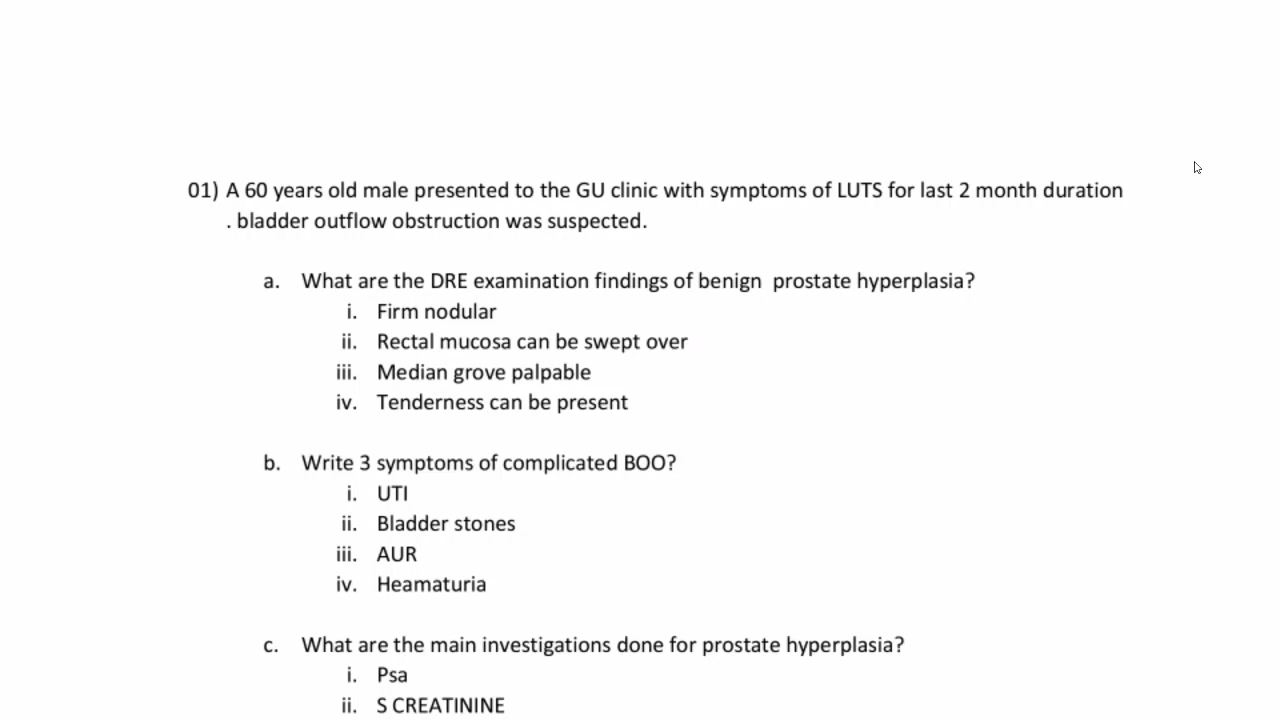 01) A 60 years old male presented to the GU clinic with symptoms of LUTS for last 2 month duration
. bladder outflow obstruction was suspected.
a. What are the DRE examination findings of benign  prostate hyperplasia?
i. Firm nodular
ii. Rectal mucosa can be swept over
iii. Median grove palpable
iv. Tenderness can be present
b. Write 3 symptoms of complicated BOO?
i. UTI
ii. Bladder stones
iii. AUR
iv. Heamaturia
c. What are the main investigations done for prostate hyperplasia?
i. Psa
ii. S CREATININE